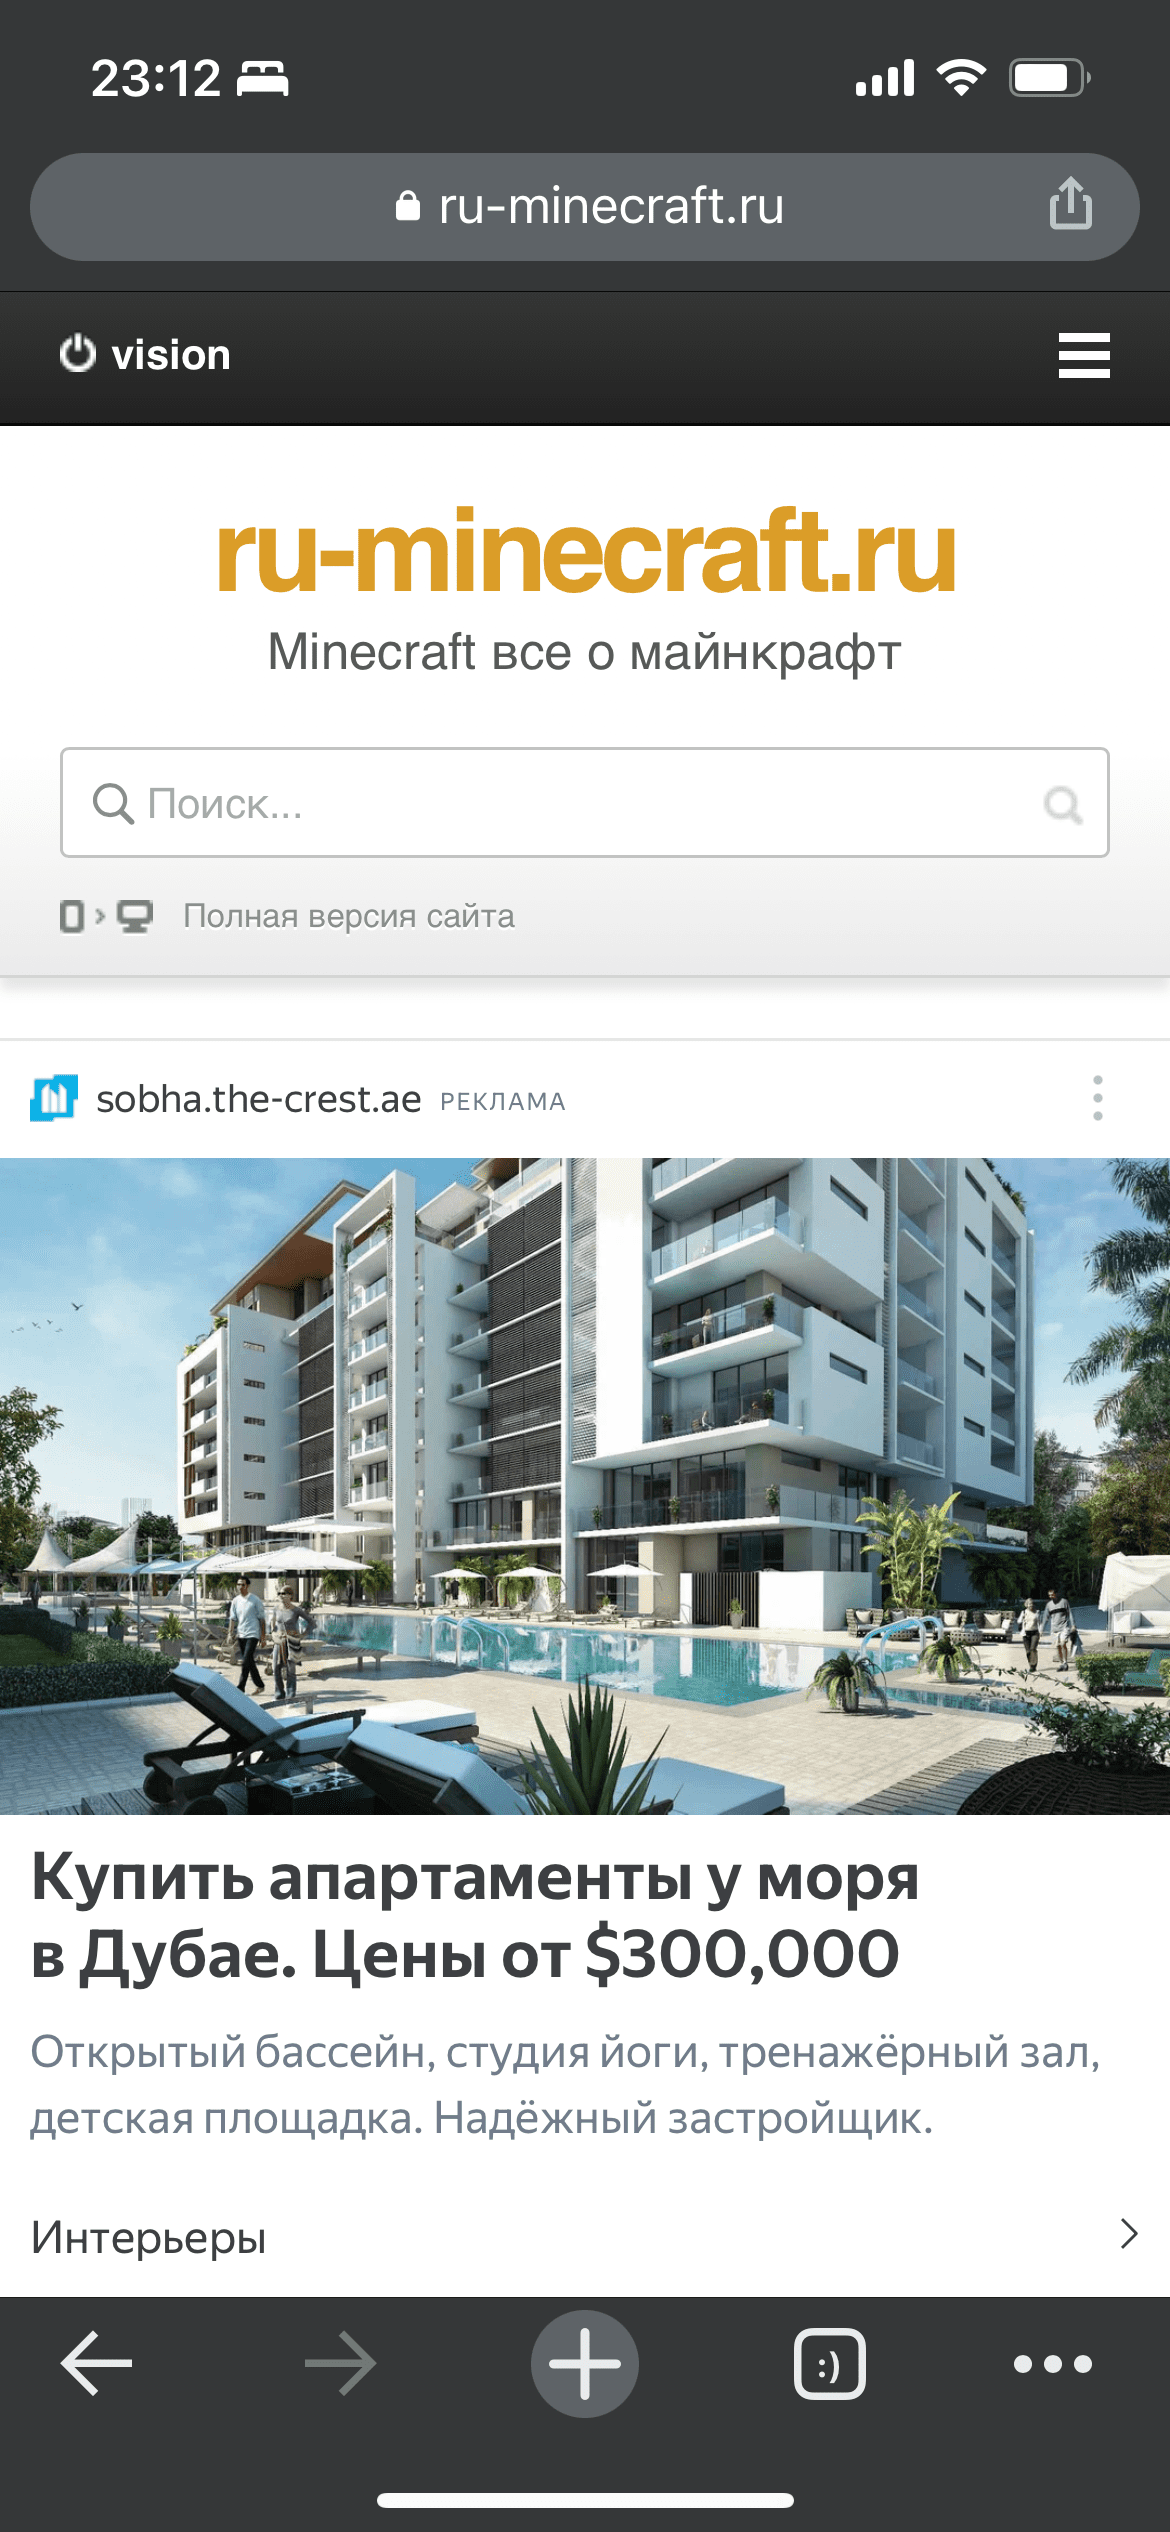 23:12
ru-minecraft.ru
vision
ru-minecraft.ru
Minecraft все о майнкрафт
Поиск...
Полная версия сайта
sobha.the-crest.ae РЕКЛАМА
Купить апартаменты у моря
в Дубае. Цены от $300,000
Открытый бассейн, студия йоги, тренажёрный зал,
детская площадка. Надёжный застройщик.
Интерьеры
:)